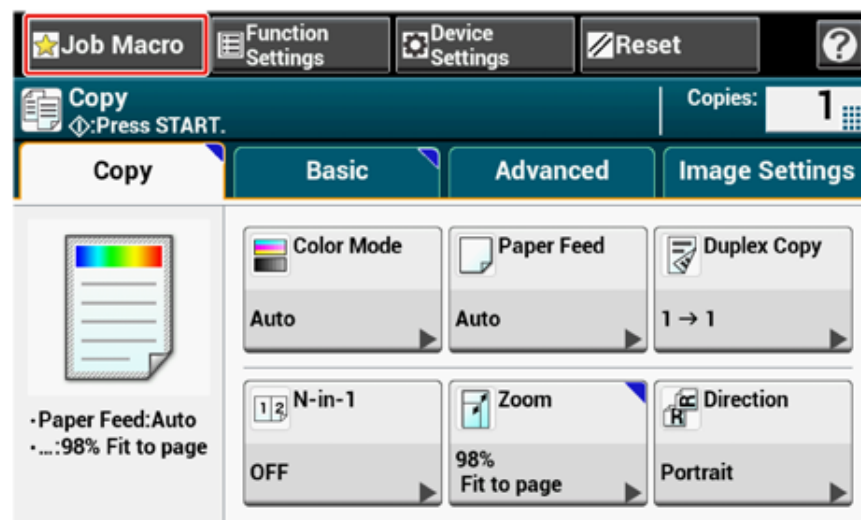 Job Macro
Function
Settings
Device
Settings
Reset
?
Copy
:Press START.
Copies:
1
Copy
Basic
Advanced
Image Settings
Color Mode
Auto
Paper Feed
Auto
Duplex Copy
1 → 1
·Paper Feed:Auto
·...:98% Fit to page
1 2
N-in-1
OFF
Zoom
98%
Fit to page
R
R
Direction
Portrait